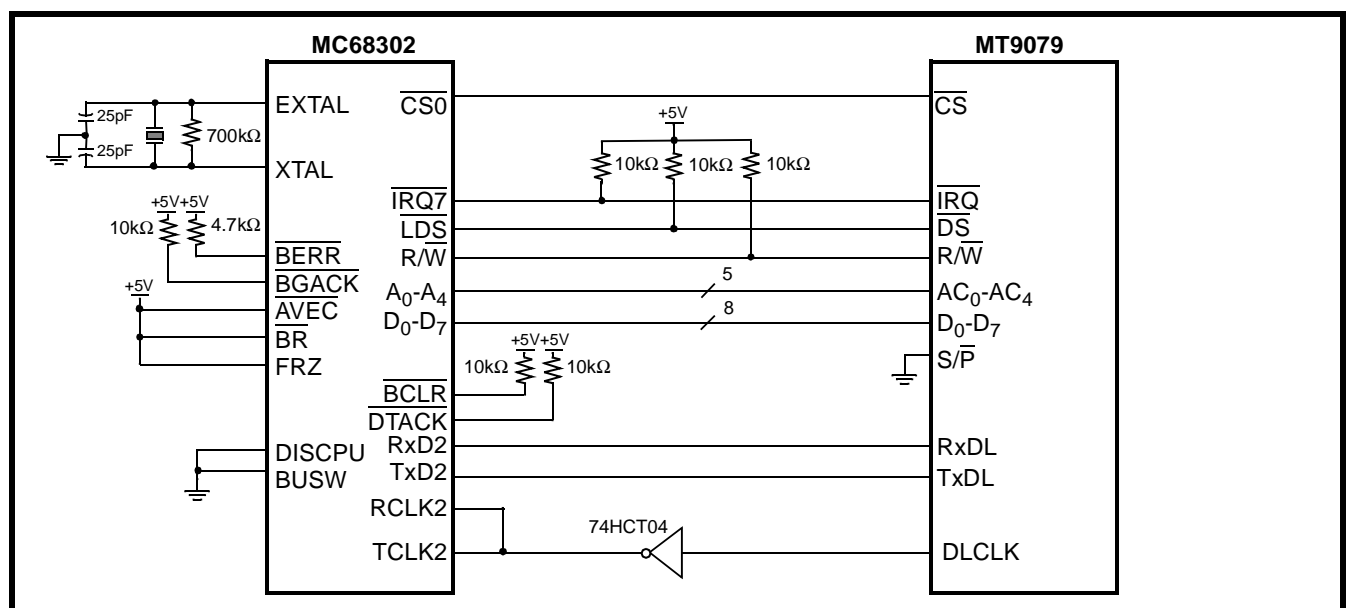 MC68302
MT9079
EXTAL
CS0
CS
25pF
700kΩ
25pF
XTAL
+5V
10kΩ 10kΩ 10kΩ
IRQ7
IRQ
+5V +5V
10kΩ 4.7kΩ
LDS
DS
BERR
R/W
R/W
BGACK
5
+5V
A0-A4
AC0-AC4
AVEC
8
D0-D7
D0-D7
BR
+5V +5V
S/P
FRZ
10kΩ 10kΩ
BCLR
DTACK
DISCPU
RxD2
RxDL
BUSW
TxD2
TxDL
RCLK2
74HCT04
TCLK2
DLCLK